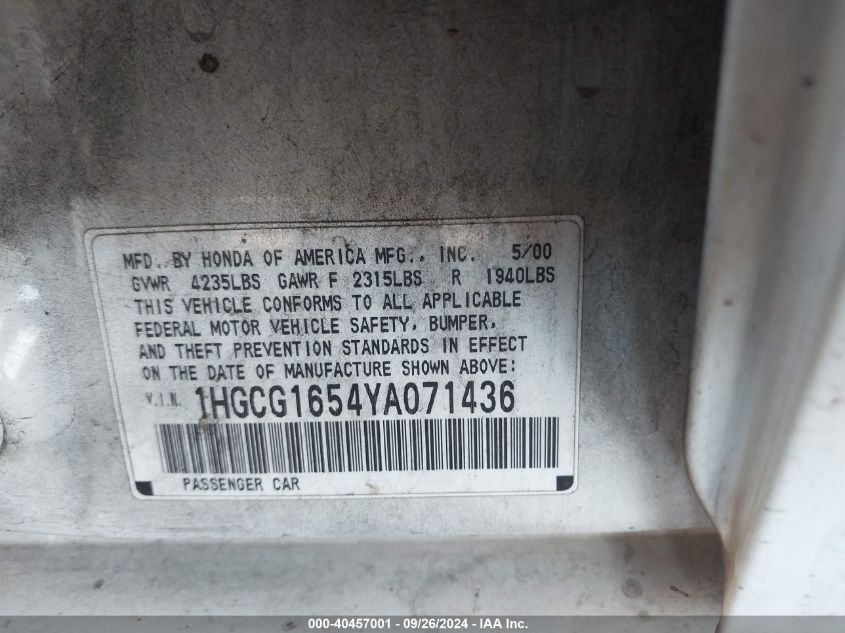 MFD. BY HONDA OF AMERICA MFG., INC. 5/00
GVWR 4235LBS GAWR F 2315LBS R 1940LBS
THIS VEHICLE CONFORMS TO ALL APPLICABLE
FEDERAL MOTOR VEHICLE SAFETY, BUMPER,
AND THEFT PREVENTION STANDARDS IN EFFECT
ON THE DATE OF MANUFACTURE SHOWN ABOVE:
V.I.N. 1HGCG1654YA071436
PASSENGER CAR
000-40457001 - 09/26/2024 - IAA Inc.